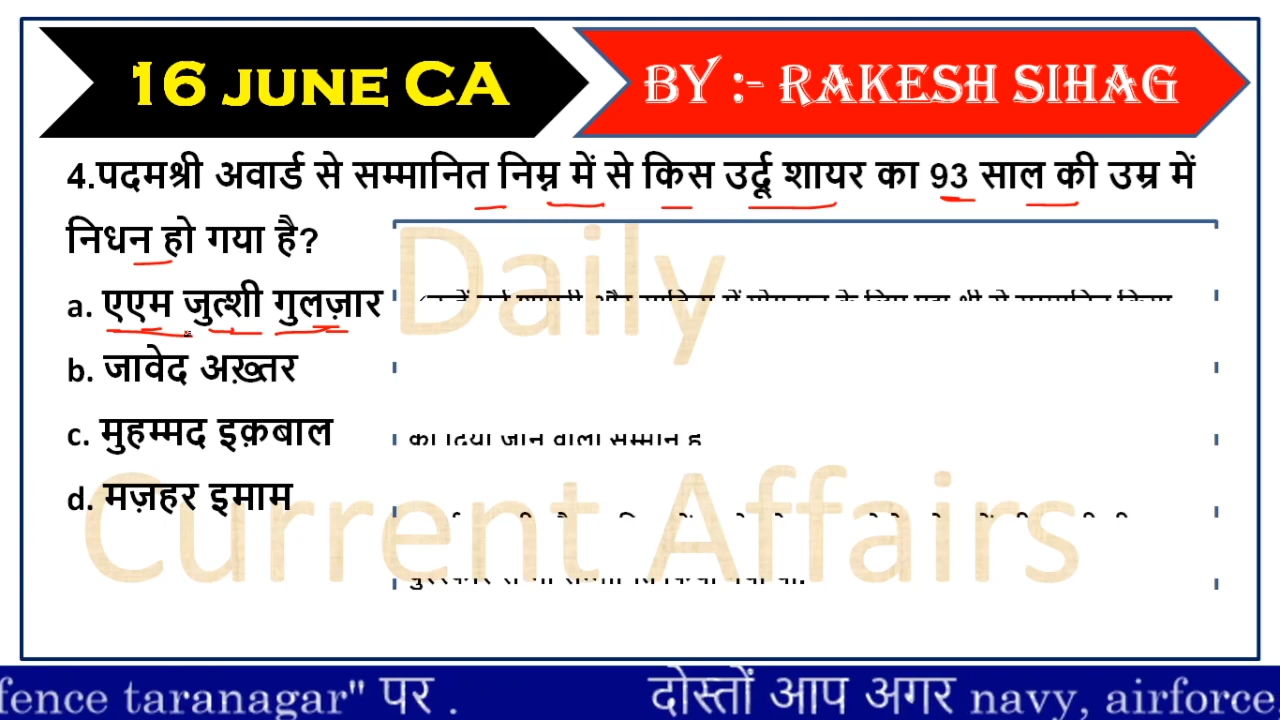 16 JUNE CA
BY :- RAKESH SIHAG
4.पदमश्री अवार्ड से सम्मानित निम्न में से किस उर्दू शायर का 93 साल की उम्र में
निधन हो गया है?
a. एएम जुत्शी गुलज़ार
b. जावेद अख़्तर
c. मुहम्मद इक़बाल
d. मज़हर इमाम
Daily
को दिया जाने वाला सम्मान है
Current Affairs
fence taranagar" पर . दोस्तों आप अगर navy, airforce,